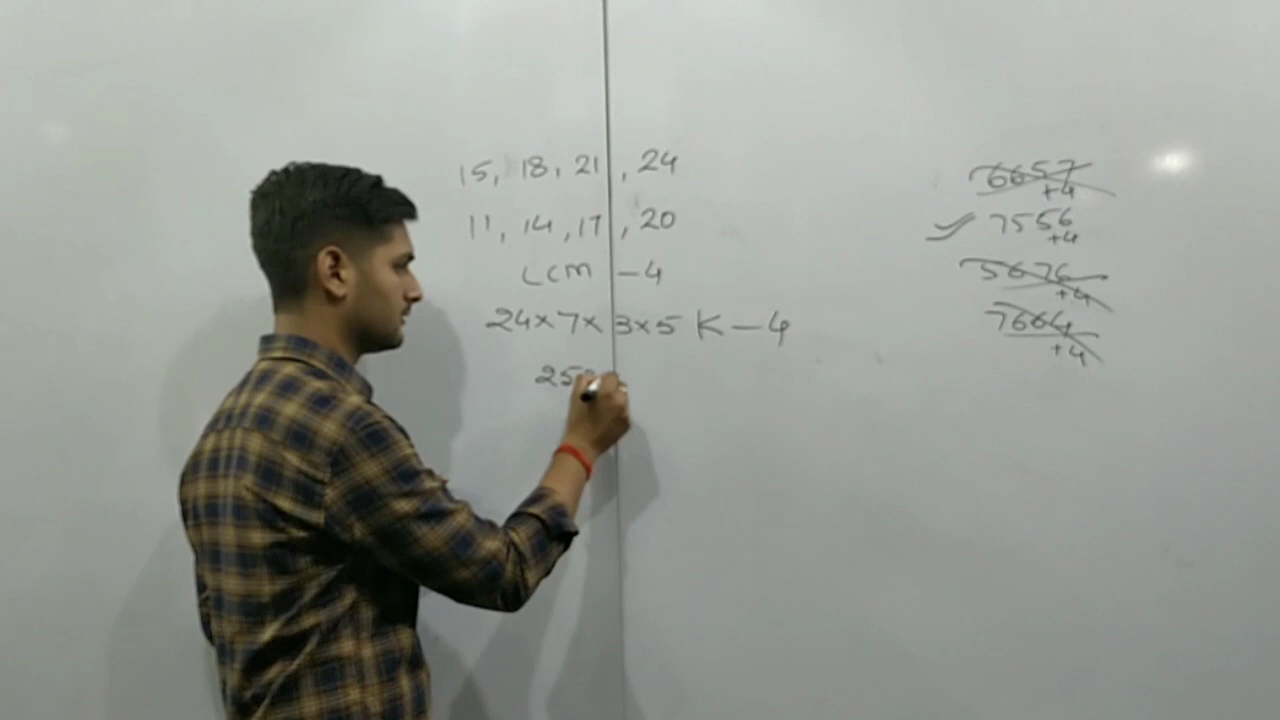 15, 18, 21, 24
11, 14, 17, 20
LCM - 4
24×7×3×5 K - 4
6657
+4
7556
+4
5676
+4
7664
+4